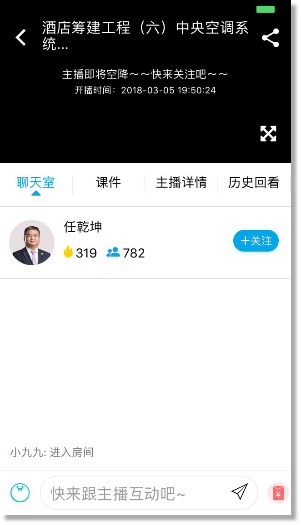 酒店筹建工程（六）中央空调系
统...
主播即将空降～～快来关注吧～～
开播时间：2018-03-05 19:50:24
聊天室 课件 主播详情 历史回看
任乾坤
319 782
＋关注
小九九: 进入房间
快来跟主播互动吧~